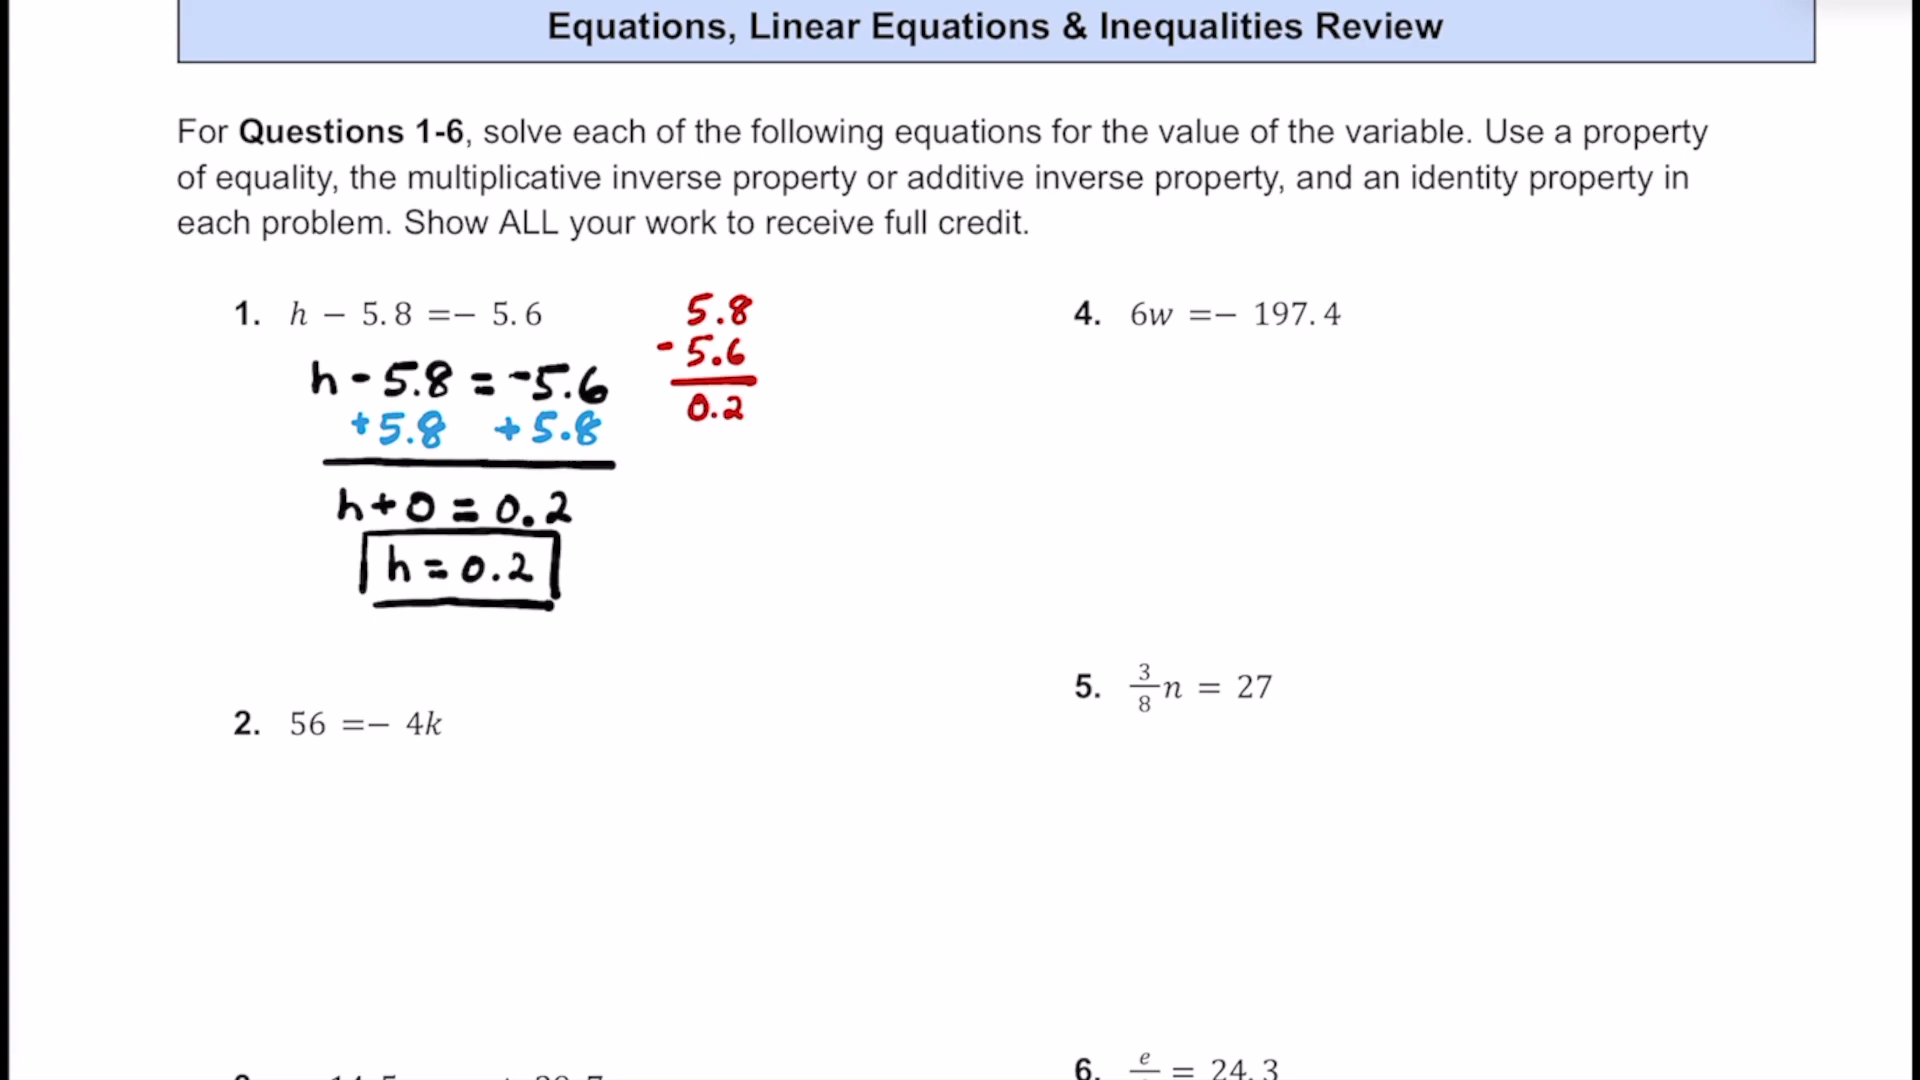 Equations, Linear Equations & Inequalities Review
For Questions 1-6, solve each of the following equations for the value of the variable. Use a property
of equality, the multiplicative inverse property or additive inverse property, and an identity property in
each problem. Show ALL your work to receive full credit.
1. h − 5.8 =− 5.6
h - 5.8 = -5.6
+5.8 +5.8
h + 0 = 0.2
h = 0.2
5.8
- 5.6
0.2
2. 56 =− 4k
4. 6w =− 197.4
5. 3/8 n = 27
6. e = 24.3